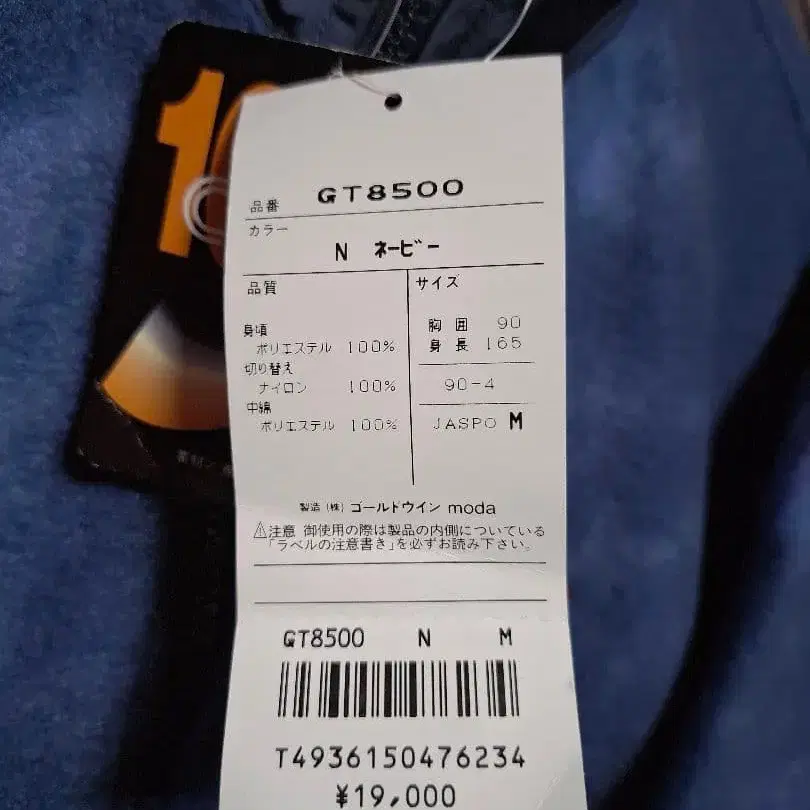 10
品番 GT8500
カラー
N ネービー
品質
サイズ
身頃
ポリエステル 100%
切り替え
ナイロン 100%
中綿
ポリエステル 100%
胸囲 90
身長 165
90-4
JASPO M
製造(株)ゴールドウイン moda
⚠注意 御使用の際は製品の内側についている
「ラベルの注意書き」を必ずお読み下さい。
GT8500 N M
T4936150476234
¥19,000